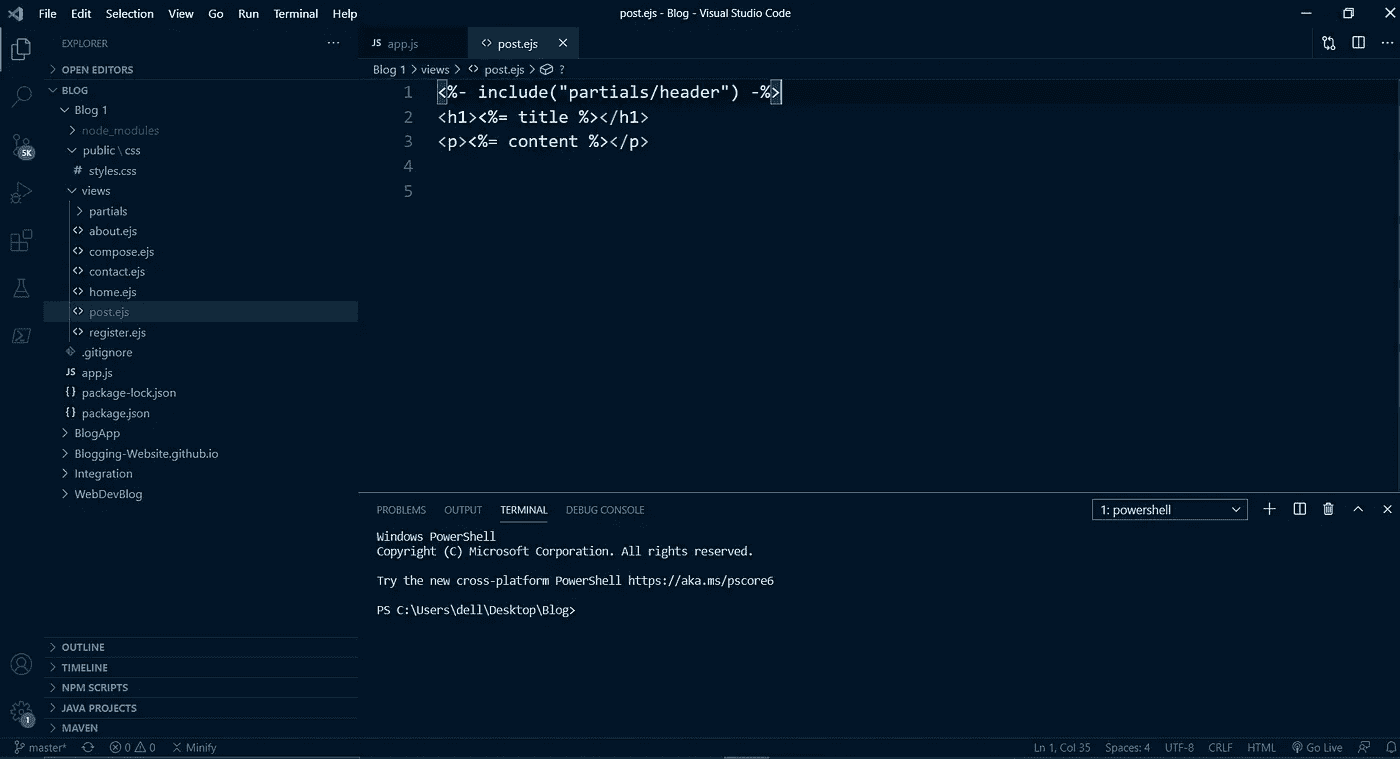 File Edit Selection View Go Run Terminal Help post.ejs - Blog - Visual Studio Code
EXPLORER ···
JS app.js <> post.ejs ×
> OPEN EDITORS
Blog 1 > views > <> post.ejs > ?
BLOG
Blog 1
node_modules
public \ css
# styles.css
views
partials
<> about.ejs
<> compose.ejs
<> contact.ejs
<> home.ejs
<> post.ejs
<> register.ejs
.gitignore
JS app.js
{} package-lock.json
{} package.json
> BlogApp
> Blogging-Website.github.io
> Integration
> WebDevBlog
5K
1 <%- include("partials/header") -%>
2 <h1><%= title %></h1>
3 <p><%= content %></p>
4
5
PROBLEMS OUTPUT TERMINAL DEBUG CONSOLE 1: powershell
Windows PowerShell
Copyright (C) Microsoft Corporation. All rights reserved.
Try the new cross-platform PowerShell https://aka.ms/pscore6
PS C:\Users\dell\Desktop\Blog>
> OUTLINE
> TIMELINE
> NPM SCRIPTS
> JAVA PROJECTS
> MAVEN
1
master* 0 0 Minify Ln 1, Col 35 Spaces: 4 UTF-8 CRLF HTML Go Live